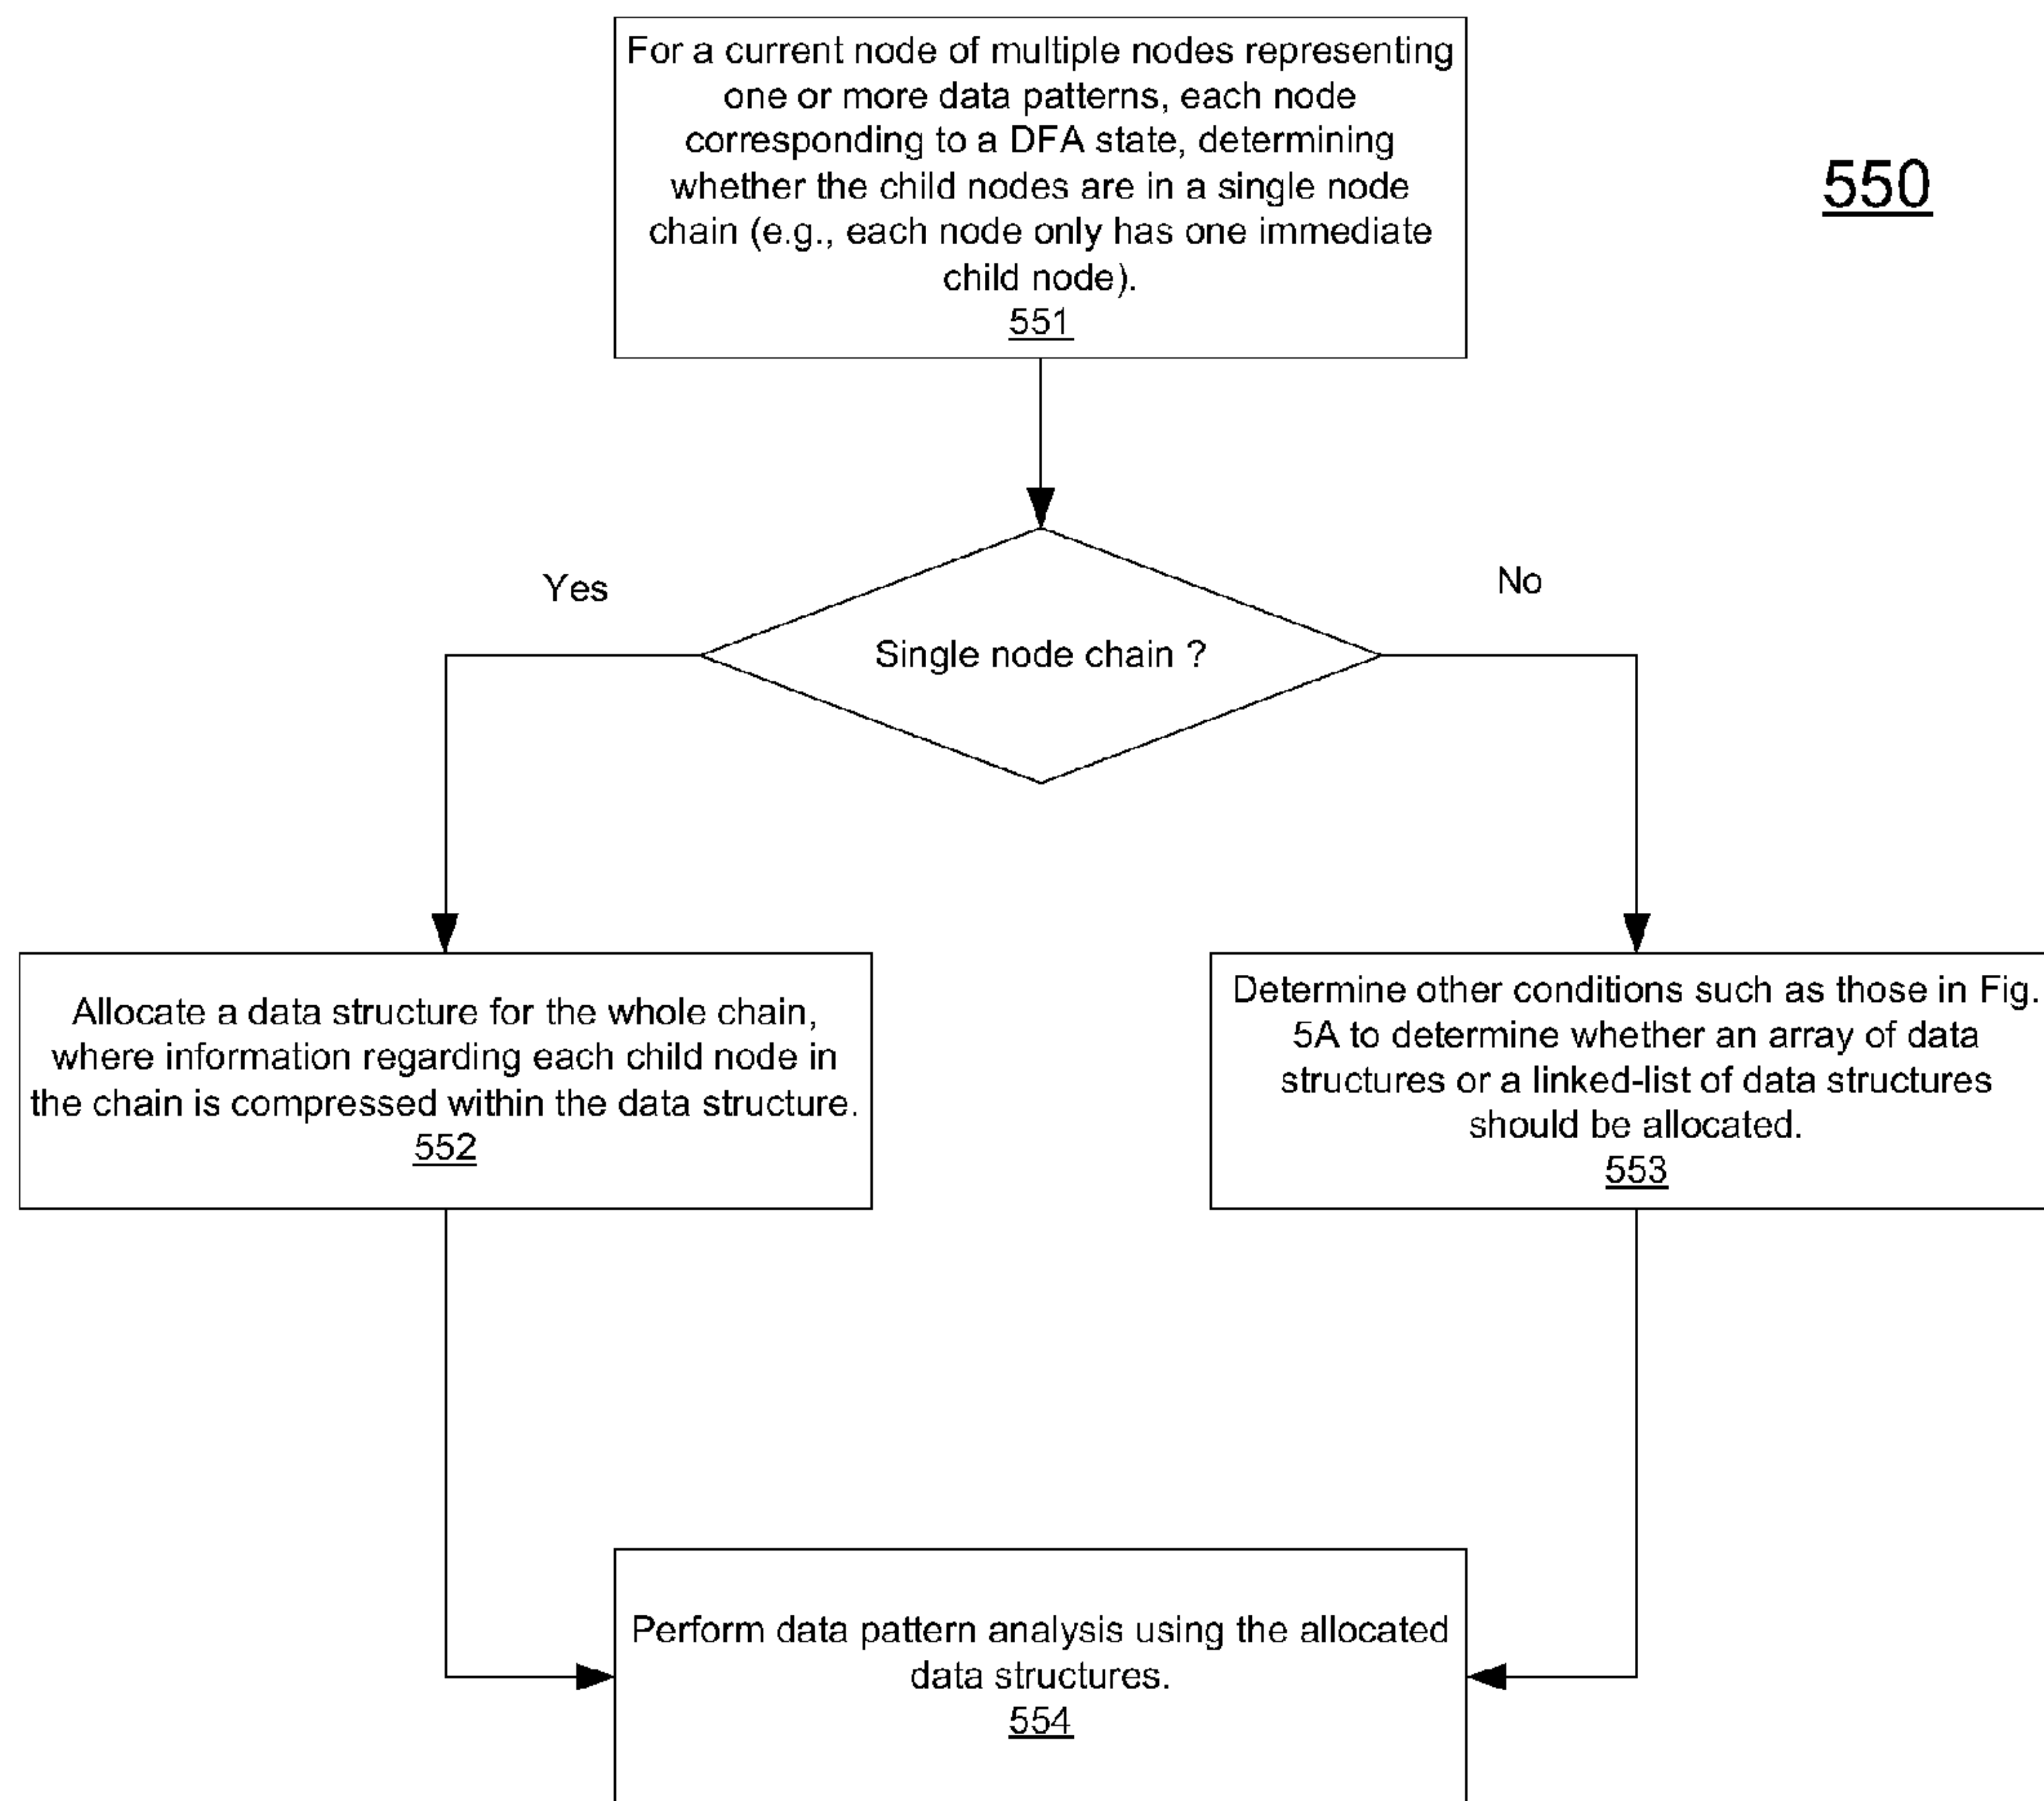 For a current node of multiple nodes representing
one or more data patterns, each node
corresponding to a DFA state, determining
whether the child nodes are in a single node
chain (e.g., each node only has one immediate
child node).
551
550
Yes
No
Single node chain ?
Allocate a data structure for the whole chain,
where information regarding each child node in
the chain is compressed within the data structure.
552
Determine other conditions such as those in Fig.
5A to determine whether an array of data
structures or a linked-list of data structures
should be allocated.
553
Perform data pattern analysis using the allocated
data structures.
554